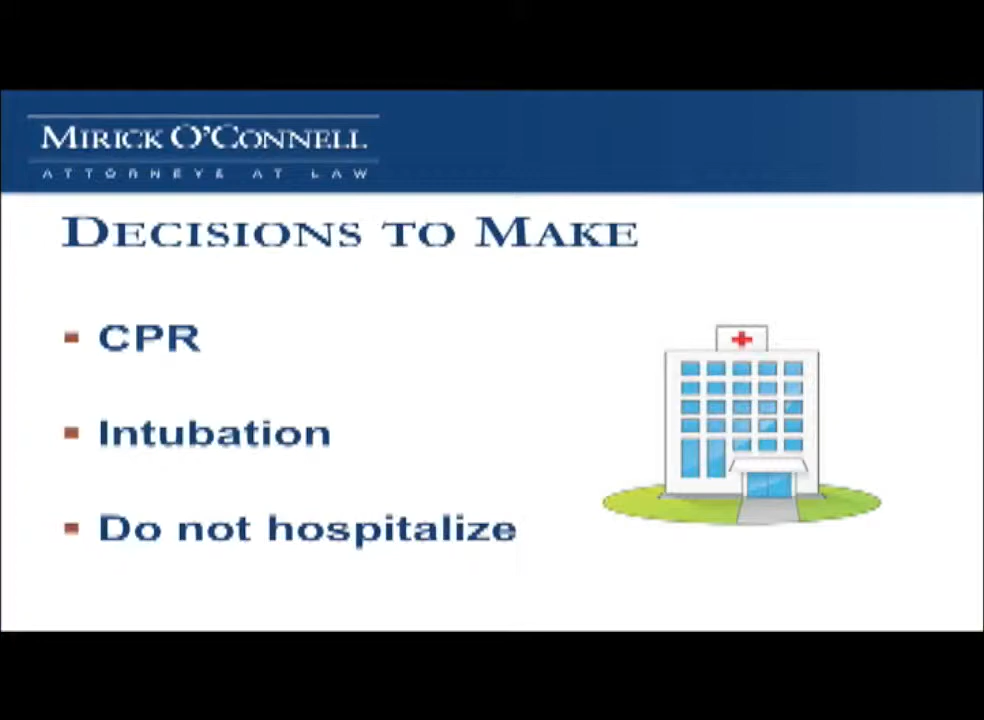 MIRICK O'CONNELL
ATTORNEYS AT LAW
DECISIONS TO MAKE
CPR
Intubation
Do not hospitalize